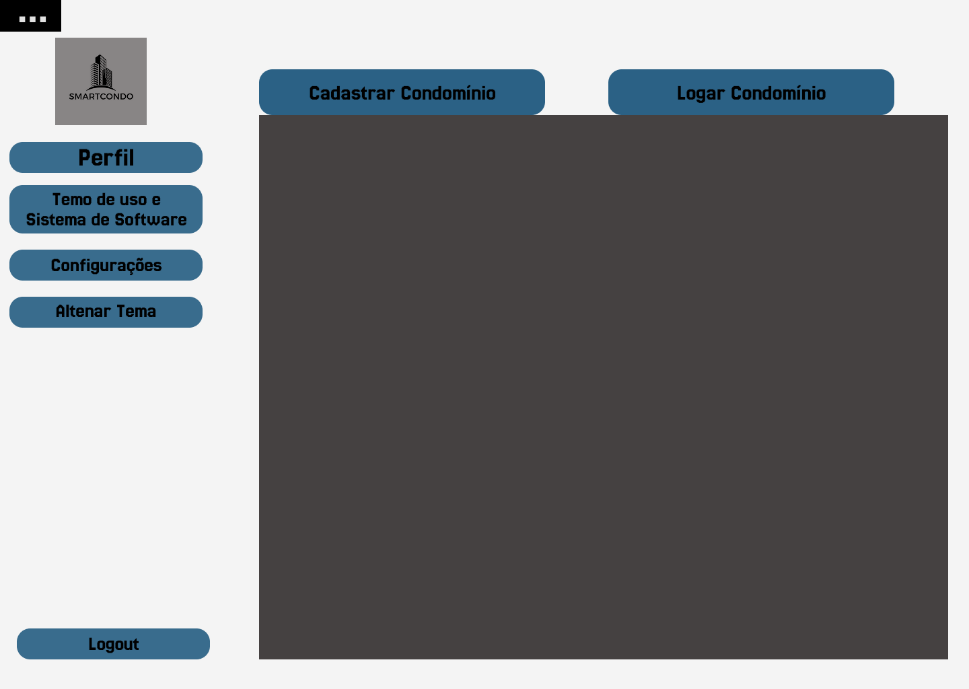 ...
SMARTCONDO
Cadastrar Condomínio
Logar Condomínio
Perfil
Temo de uso e
Sistema de Software
Configurações
Altenar Tema
Logout